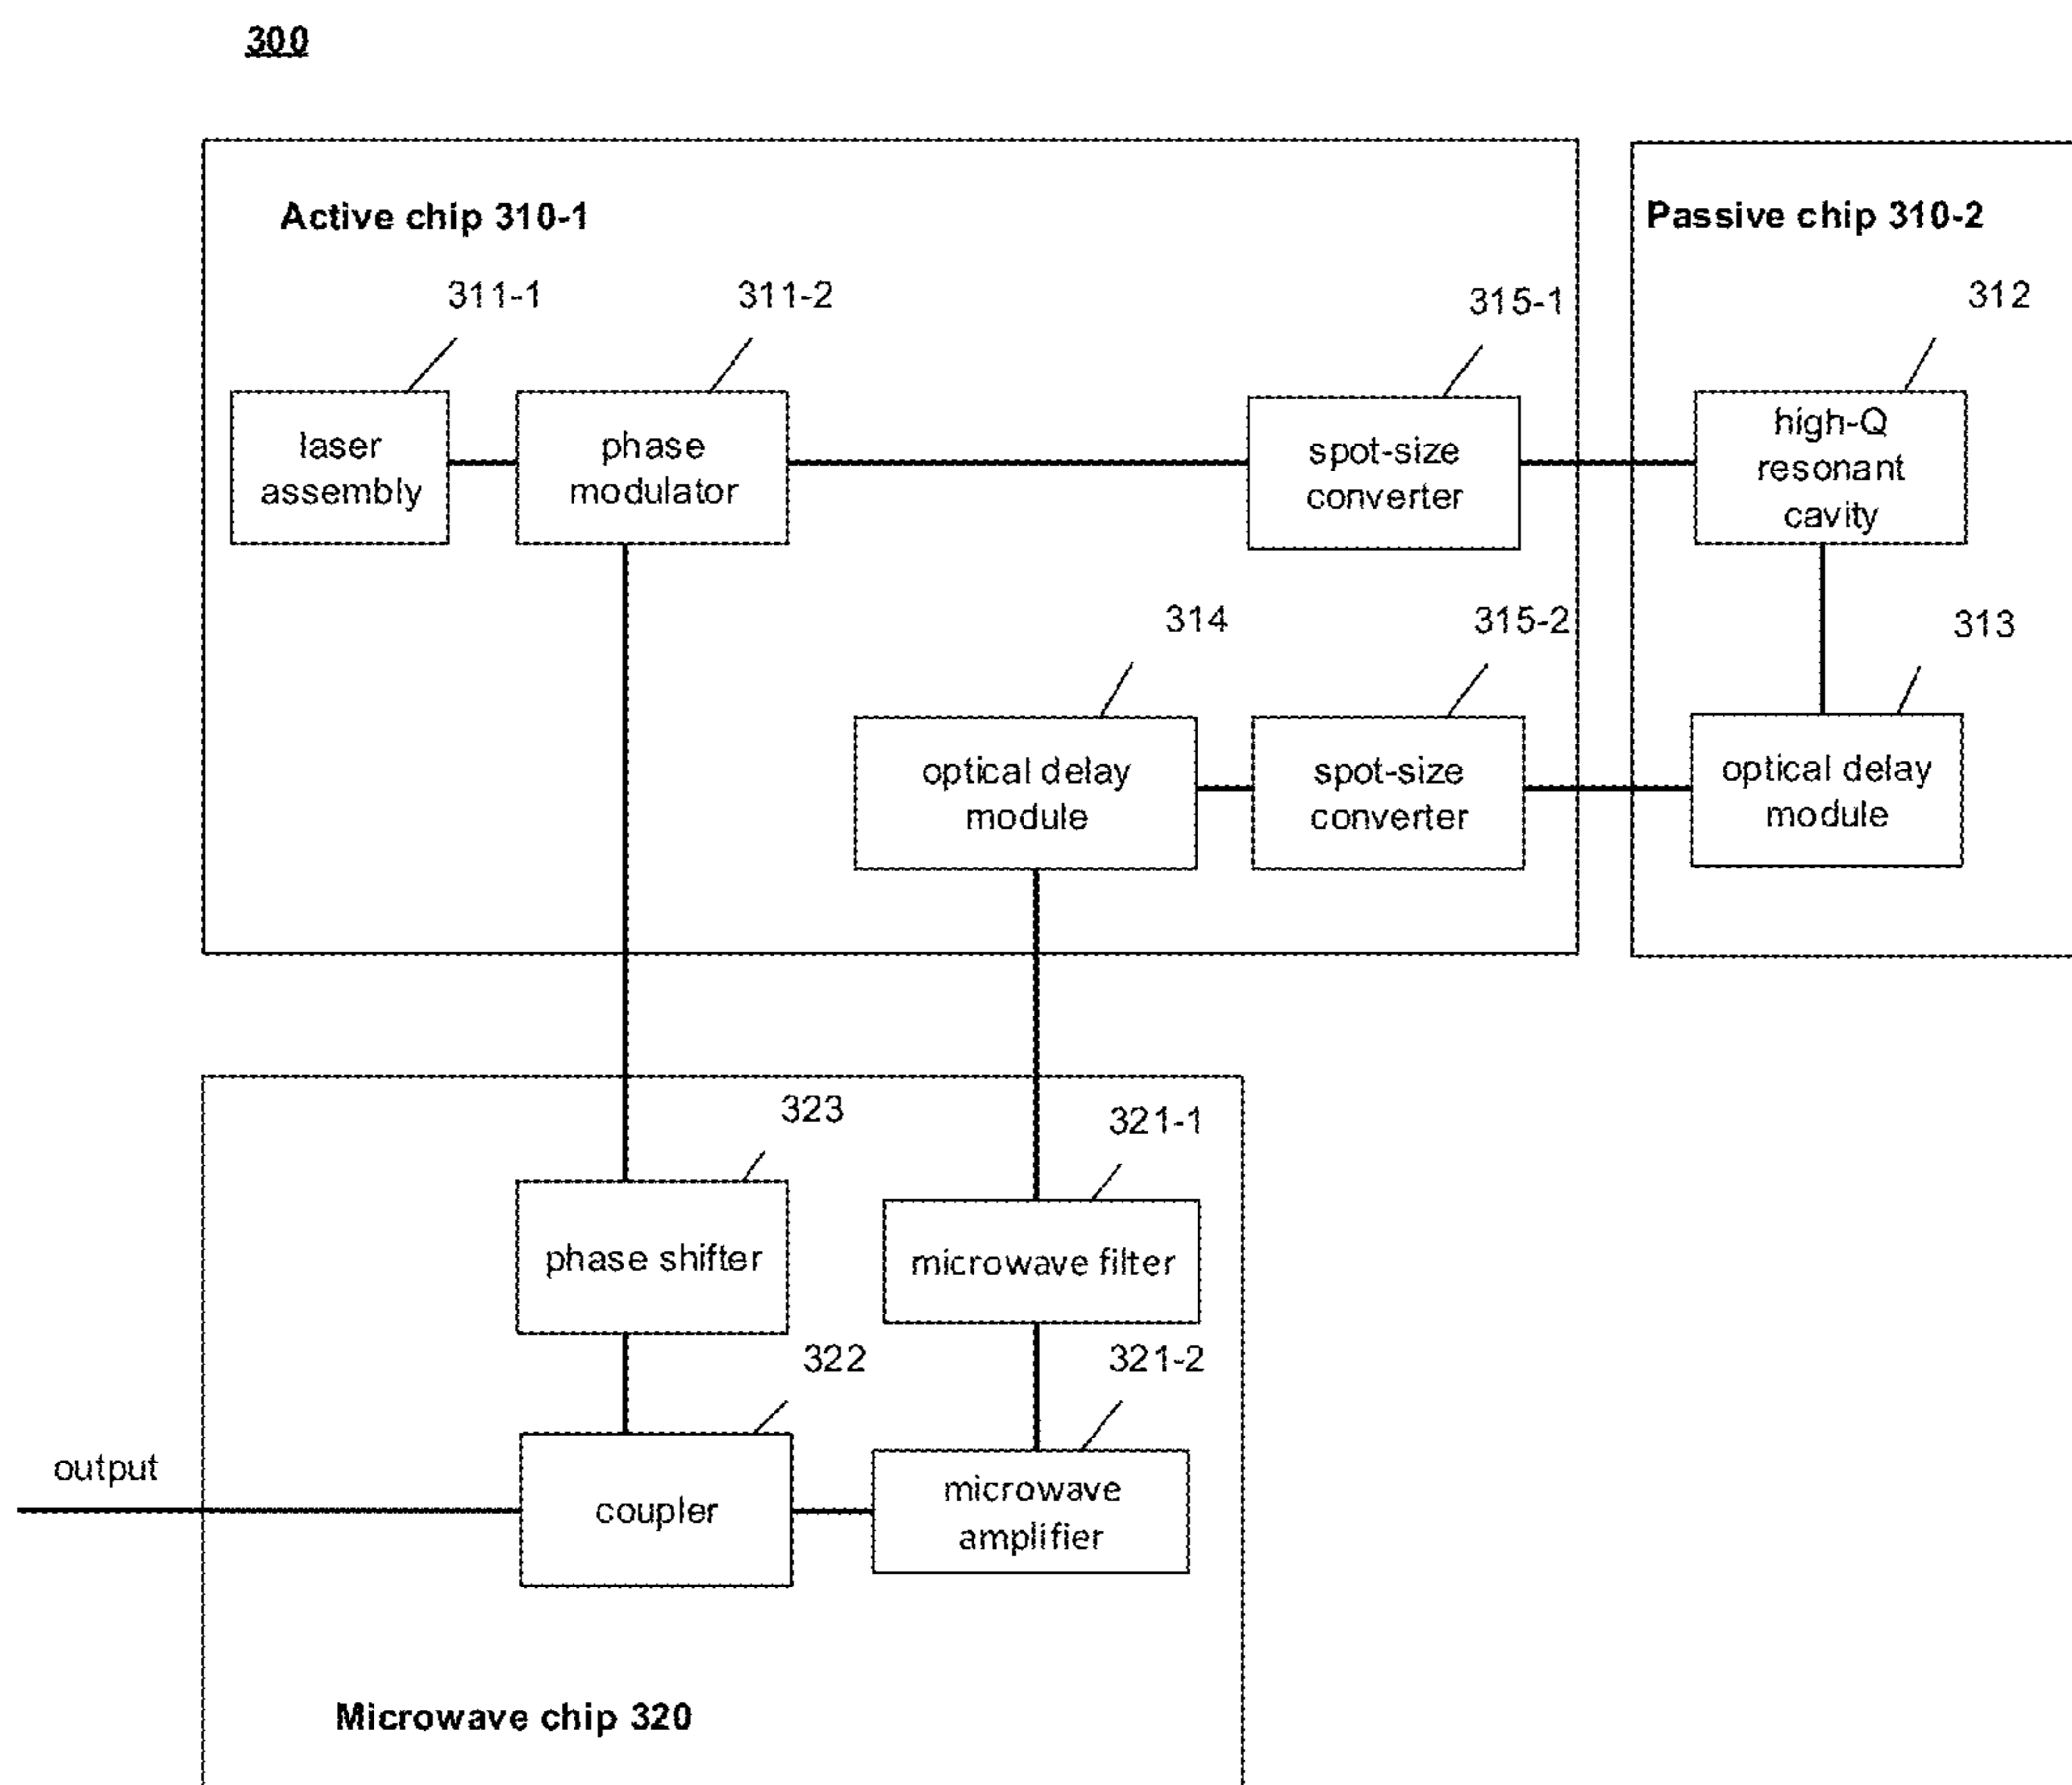 300
Active chip 310-1
Passive chip 310-2
311-1
311-2
315-1
312
laser
assembly
phase
modulator
spot-size
converter
high-Q
resonant
cavity
314
315-2
313
optical delay
module
spot-size
converter
optical delay
module
323
321-1
phase shifter
microwave filter
322
321-2
output
coupler
microwave
amplifier
Microwave chip 320